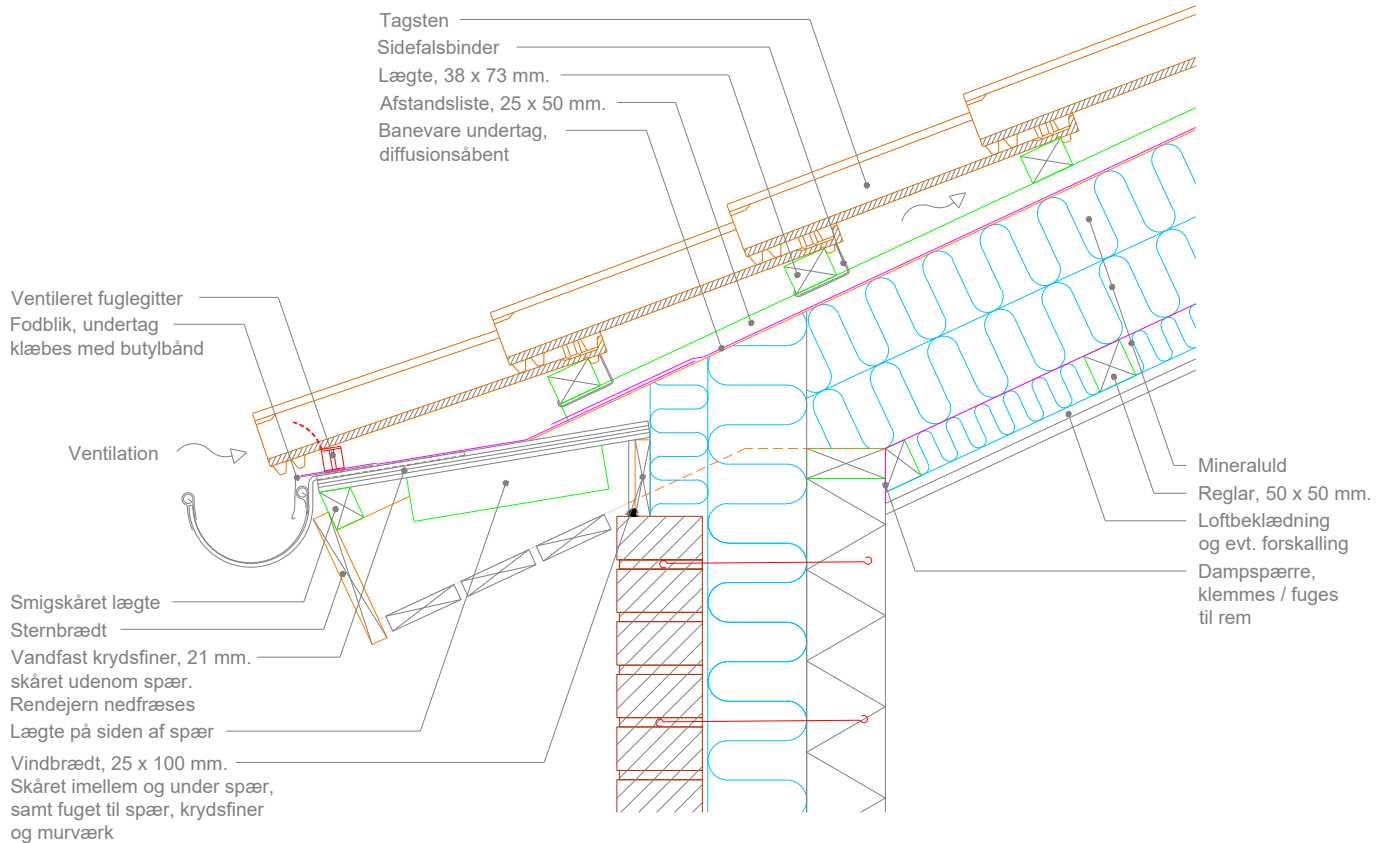 Tagsten
Sidefalsbinder
Lægte, 38 x 73 mm.
Afstandsliste, 25 x 50 mm.
Banevare undertag,
diffusionsåbent
Ventileret fuglegitter
Fodblik, undertag
klæbes med butylbånd
Ventilation
Smigskåret lægte
Sternbrædt
Vandfast krydsfiner, 21 mm.
skåret udenom spær.
Rendejern nedfræses
Lægte på siden af spær
Vindbrædt, 25 x 100 mm.
Skåret imellem og under spær,
samt fuget til spær, krydsfiner
og murværk
Mineraluld
Reglar, 50 x 50 mm.
Loftbeklædning
og evt. forskalling
Dampspærre,
klemmes / fuges
til rem